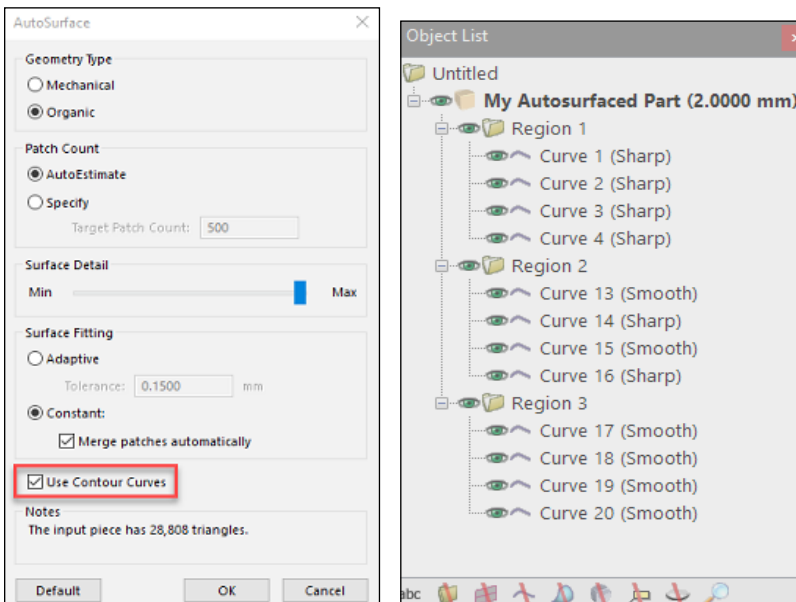 AutoSurface
Geometry Type
Mechanical
Organic
Patch Count
AutoEstimate
Specify
Target Patch Count: 500
Surface Detail
Min Max
Surface Fitting
Adaptive
Tolerance: 0.1500 mm
Constant:
Merge patches automatically
Use Contour Curves
Notes
The input piece has 28,808 triangles.
Default OK Cancel
Object List
Untitled
My Autosurfaced Part (2.0000 mm)
Region 1
Curve 1 (Sharp)
Curve 2 (Sharp)
Curve 3 (Sharp)
Curve 4 (Sharp)
Region 2
Curve 13 (Smooth)
Curve 14 (Sharp)
Curve 15 (Smooth)
Curve 16 (Sharp)
Region 3
Curve 17 (Smooth)
Curve 18 (Smooth)
Curve 19 (Smooth)
Curve 20 (Smooth)
abc